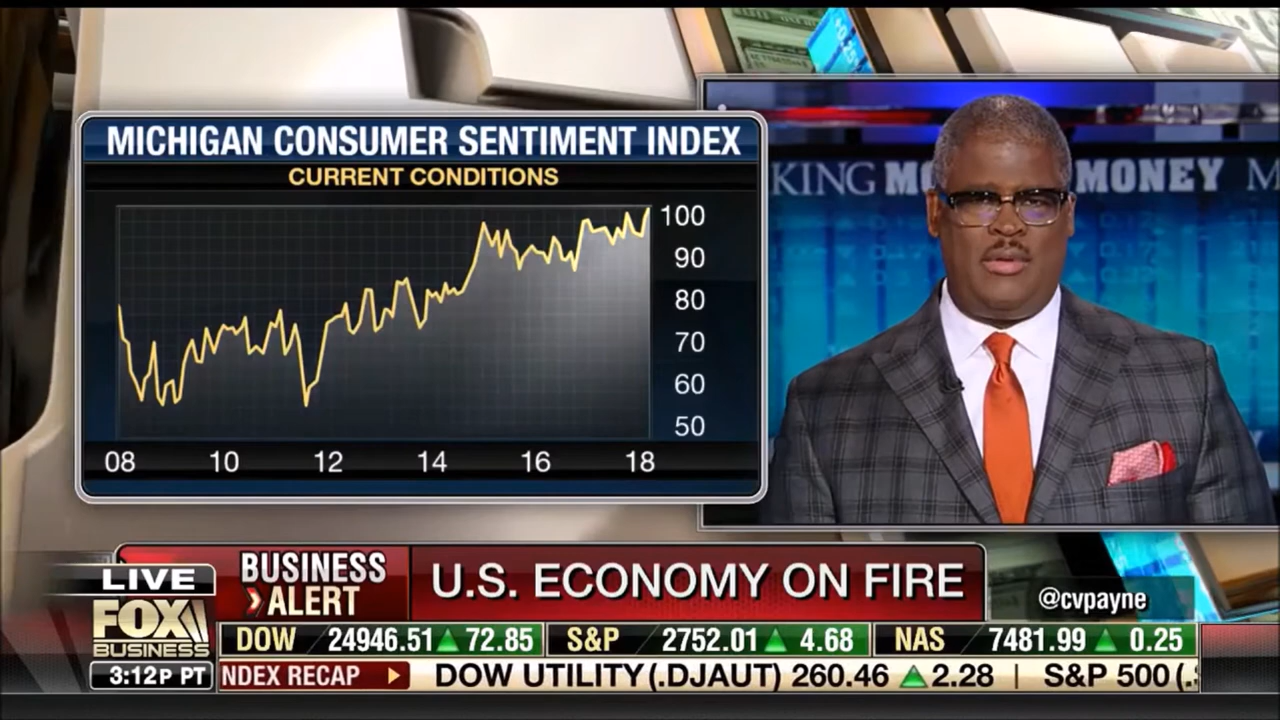 MICHIGAN CONSUMER SENTIMENT INDEX
CURRENT CONDITIONS
100
90
80
70
60
50
08 10 12 14 16 18
KING MO MONEY M
LIVE
FOX
BUSINESS
3:12P PT
BUSINESS
ALERT
U.S. ECONOMY ON FIRE
@cvpayne
DOW 24946.51 ▲ 72.85 S&P 2752.01 ▲ 4.68 NAS 7481.99 ▲ 0.25
NDEX RECAP DOW UTILITY(.DJAUT) 260.46 ▲ 2.28 | S&P 500 (.